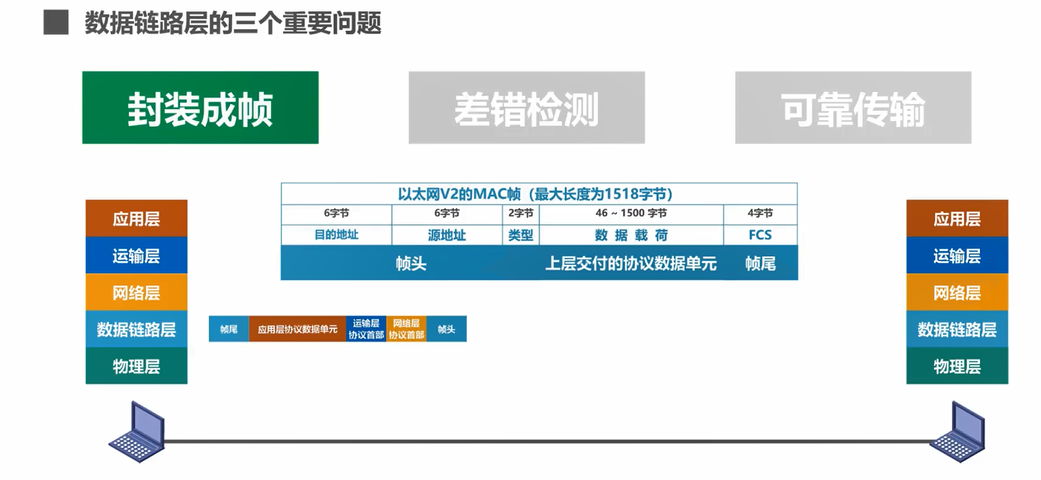 数据链路层的三个重要问题
封装成帧
差错检测
可靠传输
以太网V2的MAC帧（最大长度为1518字节）
6字节 6字节 2字节 46 ~ 1500 字节 4字节
目的地址 源地址 类型 数 据 载 荷 FCS
帧头 上层交付的协议数据单元 帧尾
应用层
运输层
网络层
数据链路层
物理层
帧尾 应用层协议数据单元 运输层 协议首部 网络层 协议首部 帧头
应用层
运输层
网络层
数据链路层
物理层